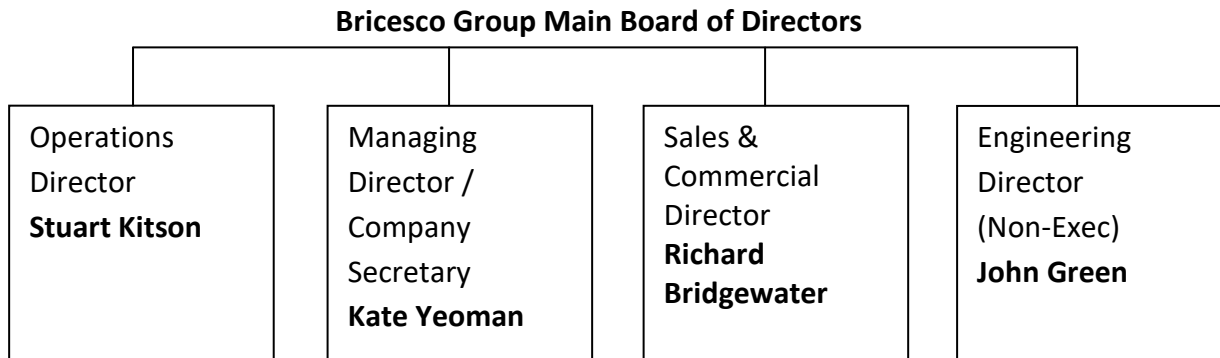 Bricesco Group Main Board of Directors
Operations
Director
Stuart Kitson
Managing
Director /
Company
Secretary
Kate Yeoman
Sales &
Commercial
Director
Richard
Bridgewater
Engineering
Director
(Non-Exec)
John Green